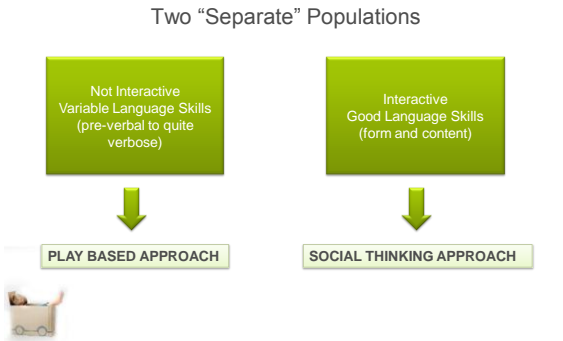 Two “Separate” Populations
Not Interactive
Variable Language Skills
(pre-verbal to quite
verbose)
Interactive
Good Language Skills
(form and content)
PLAY BASED APPROACH
SOCIAL THINKING APPROACH